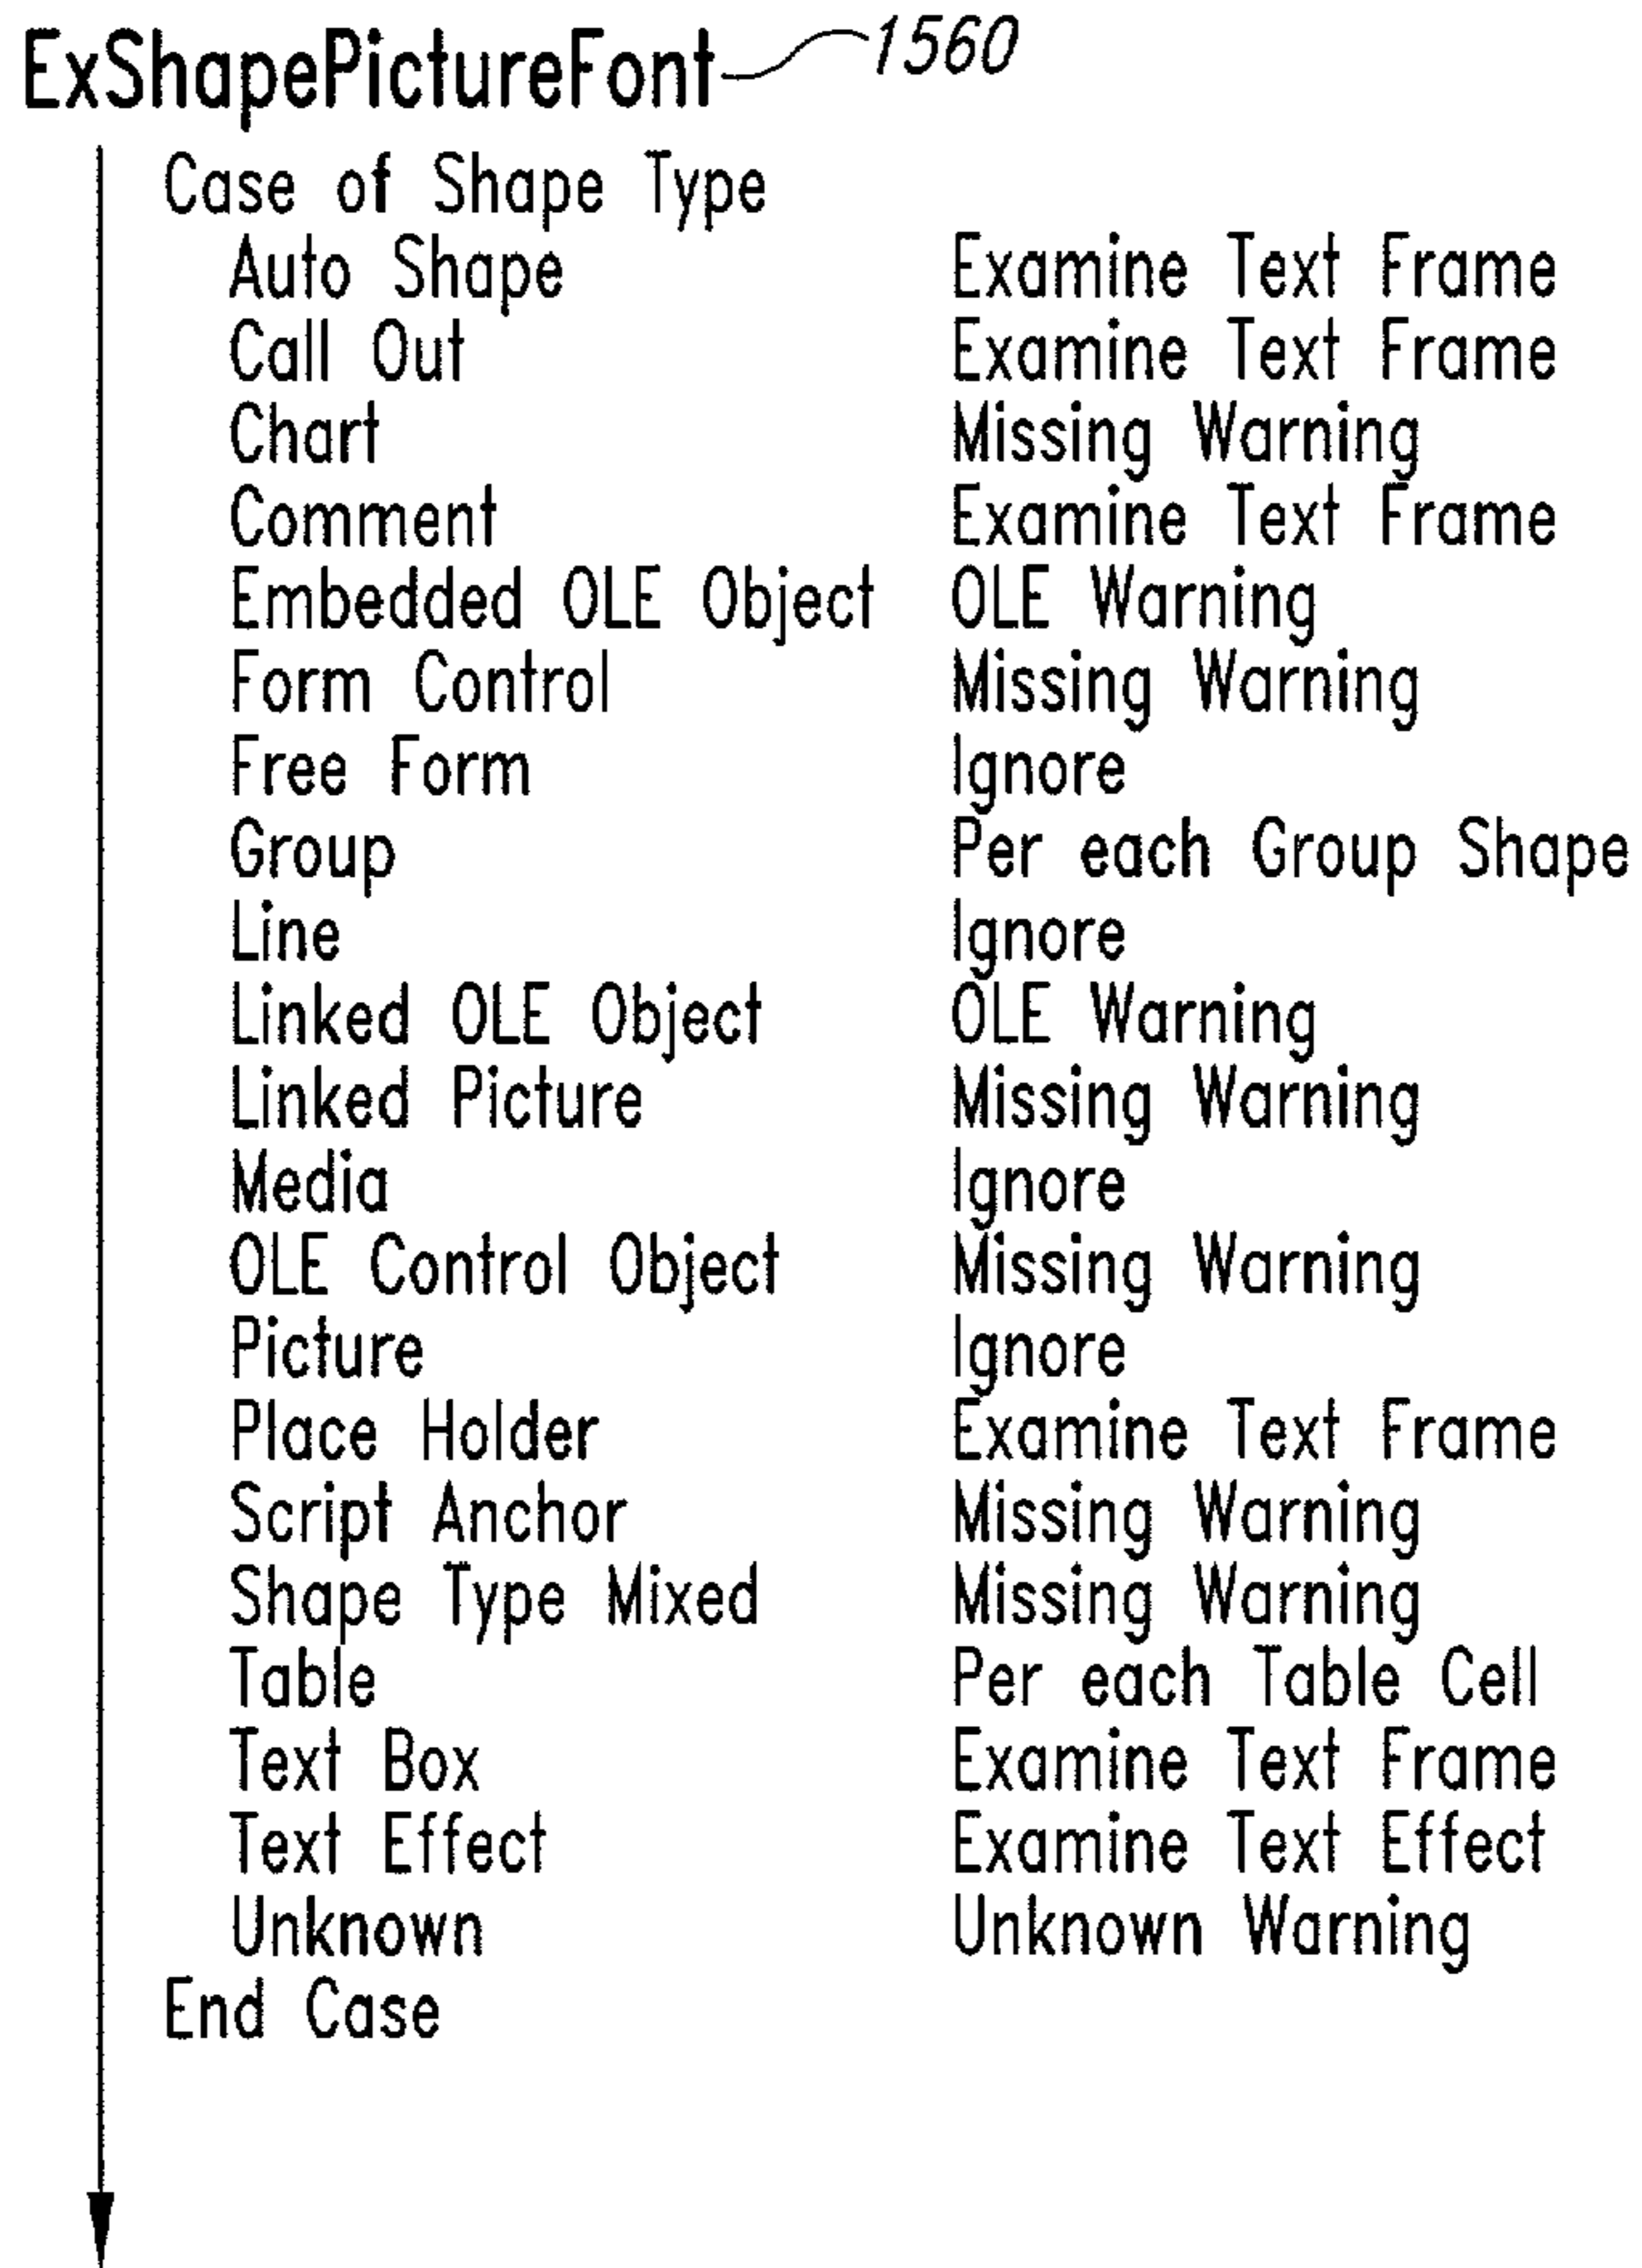 ExShapePictureFont 1560
Case of Shape Type
Auto Shape Examine Text Frame
Call Out Examine Text Frame
Chart Missing Warning
Comment Examine Text Frame
Embedded OLE Object OLE Warning
Form Control Missing Warning
Free Form Ignore
Group Per each Group Shape
Line Ignore
Linked OLE Object OLE Warning
Linked Picture Missing Warning
Media Ignore
OLE Control Object Missing Warning
Picture Ignore
Place Holder Examine Text Frame
Script Anchor Missing Warning
Shape Type Mixed Missing Warning
Table Per each Table Cell
Text Box Examine Text Frame
Text Effect Examine Text Effect
Unknown Unknown Warning
End Case